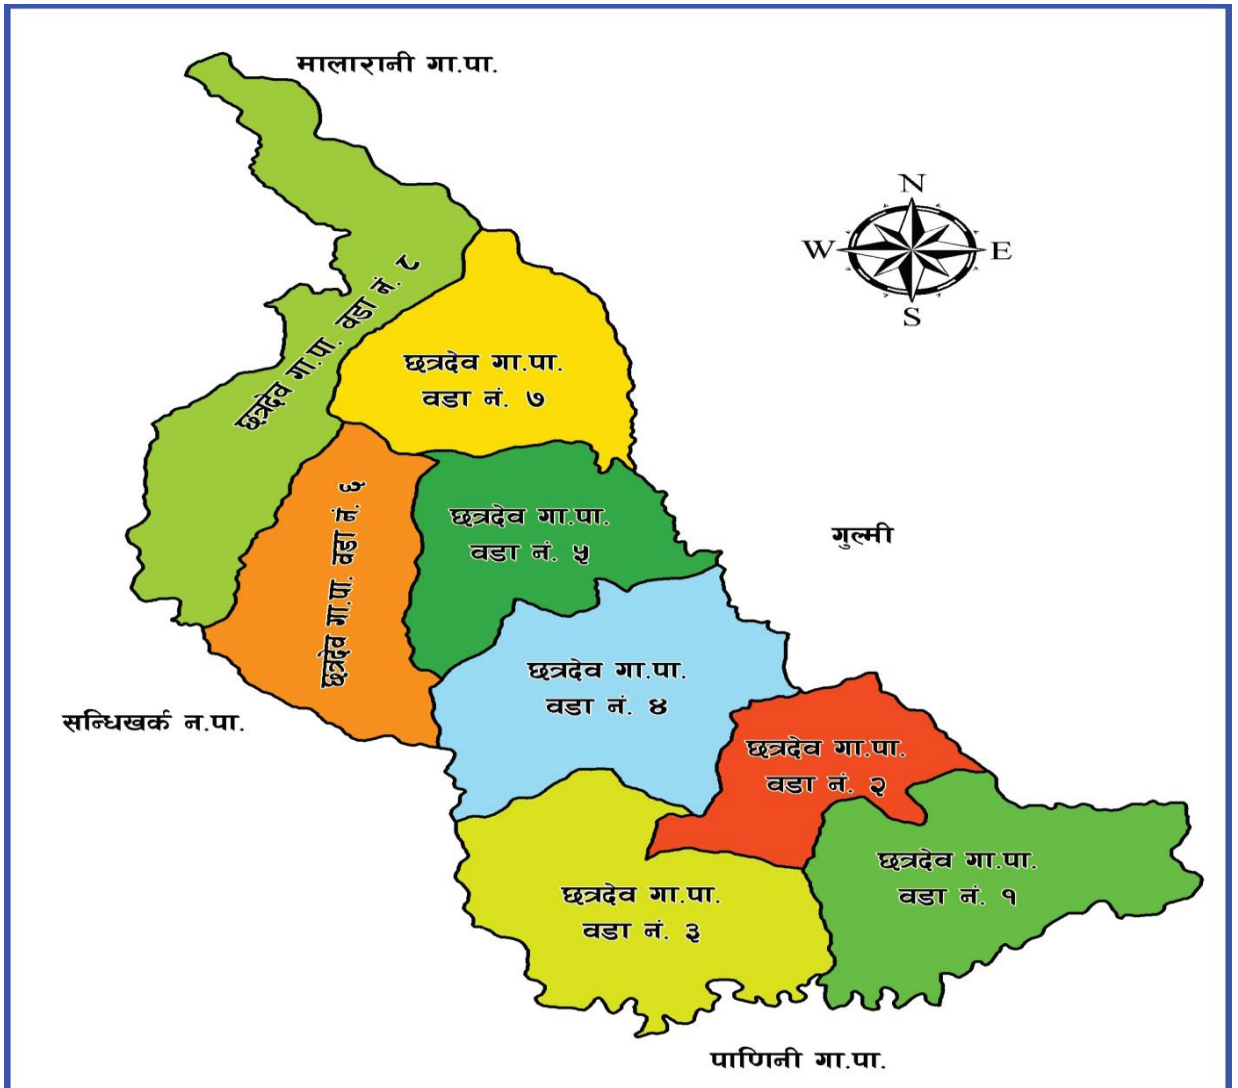 मालारानी गा.पा.
N
W
E
S
छत्रदेव गा.पा. वडा नं. ८
छत्रदेव गा.पा.
वडा नं. ७
छत्रदेव गा.पा. वडा नं. ६
छत्रदेव गा.पा.
वडा नं. ५
गुल्मी
छत्रदेव गा.पा.
वडा नं. ४
सन्धिखर्क न.पा.
छत्रदेव गा.पा.
वडा नं. २
छत्रदेव गा.पा.
वडा नं. १
छत्रदेव गा.पा.
वडा नं. ३
पाणिनी गा.पा.